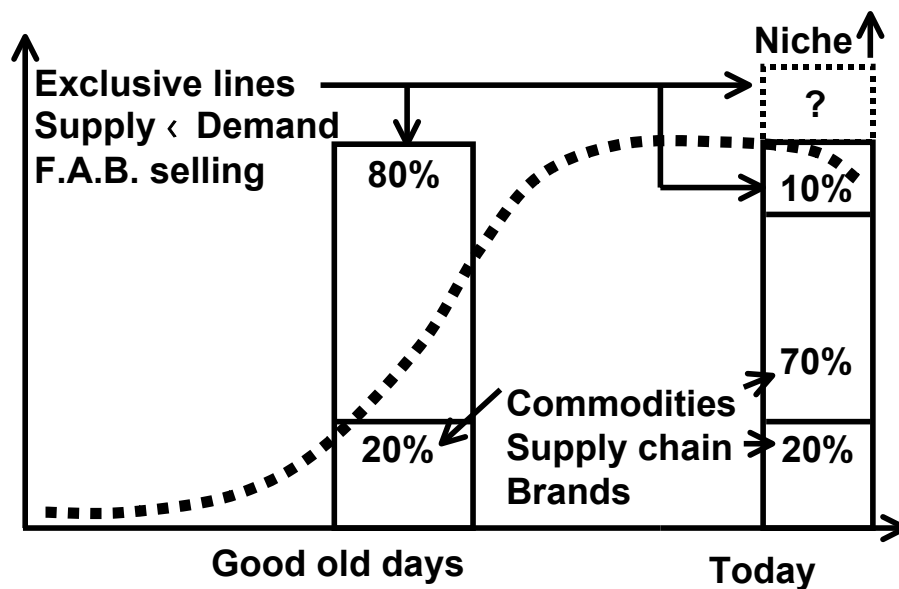 Niche
Exclusive lines
Supply ‹ Demand
F.A.B. selling
?
80%
10%
70%
Commodities
Supply chain
Brands
20%
20%
Good old days
Today